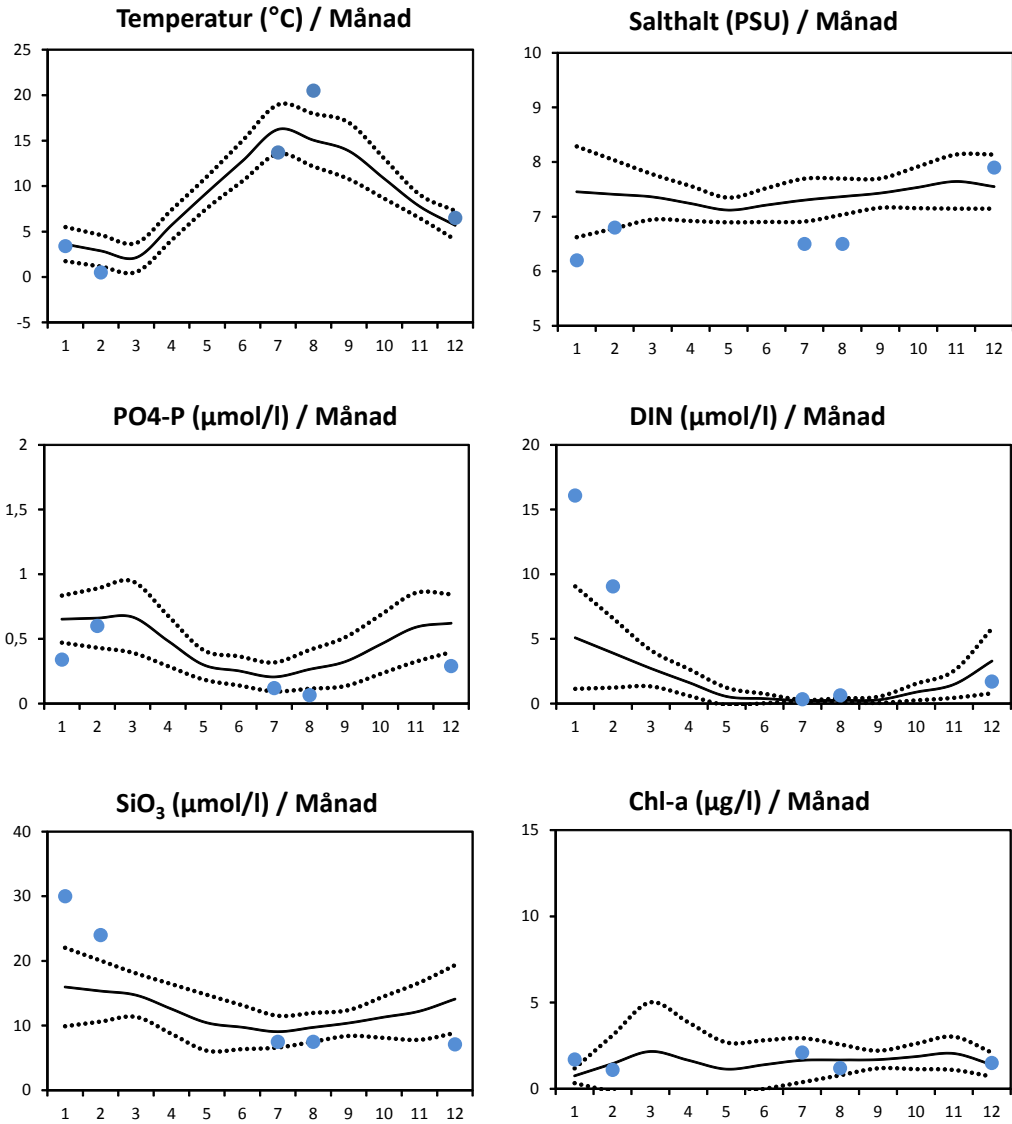 Temperatur (°C) / Månad
25
20
15
10
5
0
-5
1 2 3 4 5 6 7 8 9 10 11 12
Salthalt (PSU) / Månad
10
9
8
7
6
5
1 2 3 4 5 6 7 8 9 10 11 12
PO4-P (µmol/l) / Månad
2
1,5
1
0,5
0
1 2 3 4 5 6 7 8 9 10 11 12
DIN (µmol/l) / Månad
20
15
10
5
0
1 2 3 4 5 6 7 8 9 10 11 12
SiO₃ (µmol/l) / Månad
40
30
20
10
0
1 2 3 4 5 6 7 8 9 10 11 12
Chl-a (µg/l) / Månad
15
10
5
0
1 2 3 4 5 6 7 8 9 10 11 12